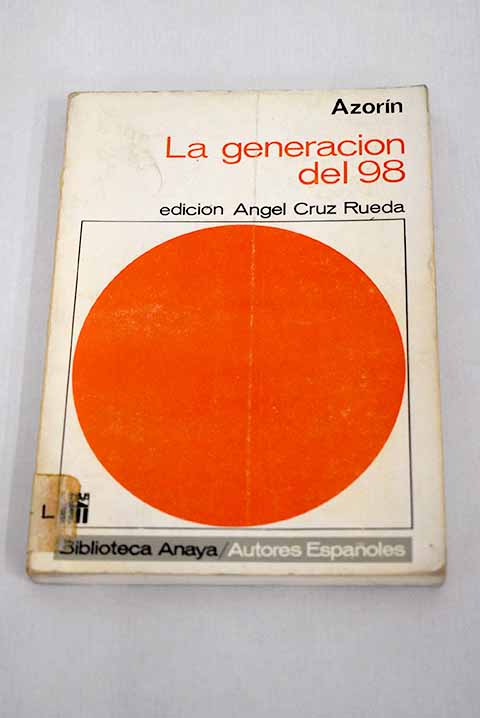 Azorín
La generacion
del 98
edicion Angel Cruz Rueda
L
Biblioteca Anaya/Autores Españoles